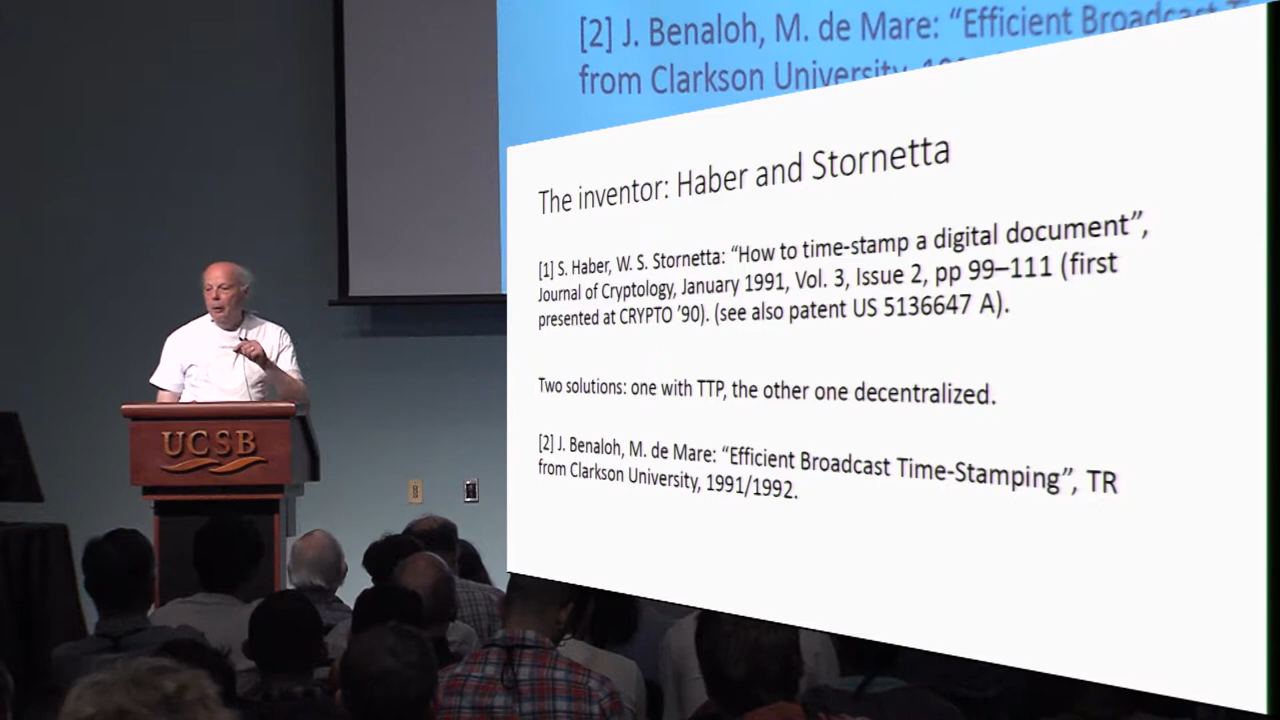 [2] J. Benaloh, M. de Mare: “Efficient Broadcast
from Clarkson University,
The inventor: Haber and Stornetta
[1] S. Haber, W. S. Stornetta: “How to time-stamp a digital document”,
Journal of Cryptology, January 1991, Vol. 3, Issue 2, pp 99–111 (first
presented at CRYPTO ’90). (see also patent US 5136647 A).
Two solutions: one with TTP, the other one decentralized.
[2] J. Benaloh, M. de Mare: “Efficient Broadcast Time-Stamping”, TR
from Clarkson University, 1991/1992.
UCSB